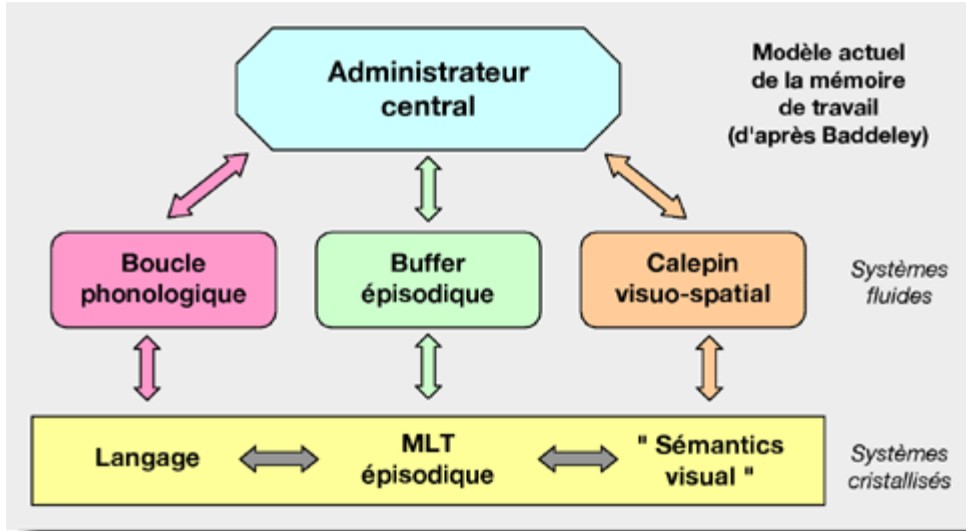 Administrateur
central
Modèle actuel
de la mémoire
de travail
(d'après Baddeley)
Boucle
phonologique
Buffer
épisodique
Calepin
visuo-spatial
Systèmes
fluides
Langage
MLT
épisodique
" Sémantics
visual "
Systèmes
cristallisés